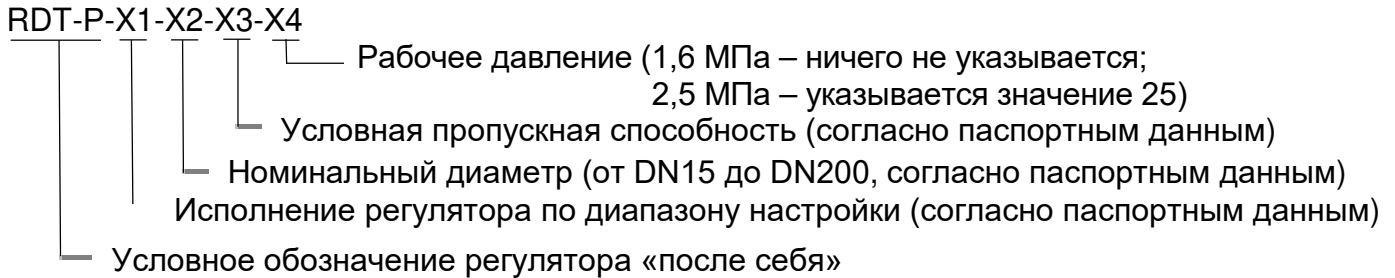 RDT-P-X1-X2-X3-X4
Рабочее давление (1,6 МПа – ничего не указывается;
2,5 МПа – указывается значение 25)
Условная пропускная способность (согласно паспортным данным)
Номинальный диаметр (от DN15 до DN200, согласно паспортным данным)
Исполнение регулятора по диапазону настройки (согласно паспортным данным)
Условное обозначение регулятора «после себя»